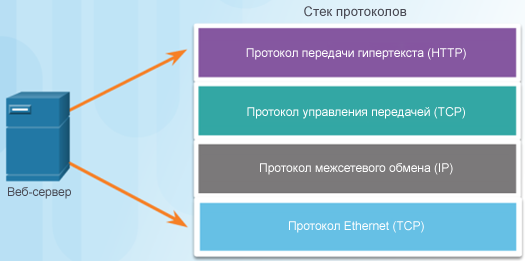 Стек протоколов
Протокол передачи гипертекста (HTTP)
Протокол управления передачей (TCP)
Протокол межсетевого обмена (IP)
Протокол Ethernet (TCP)
Веб-сервер